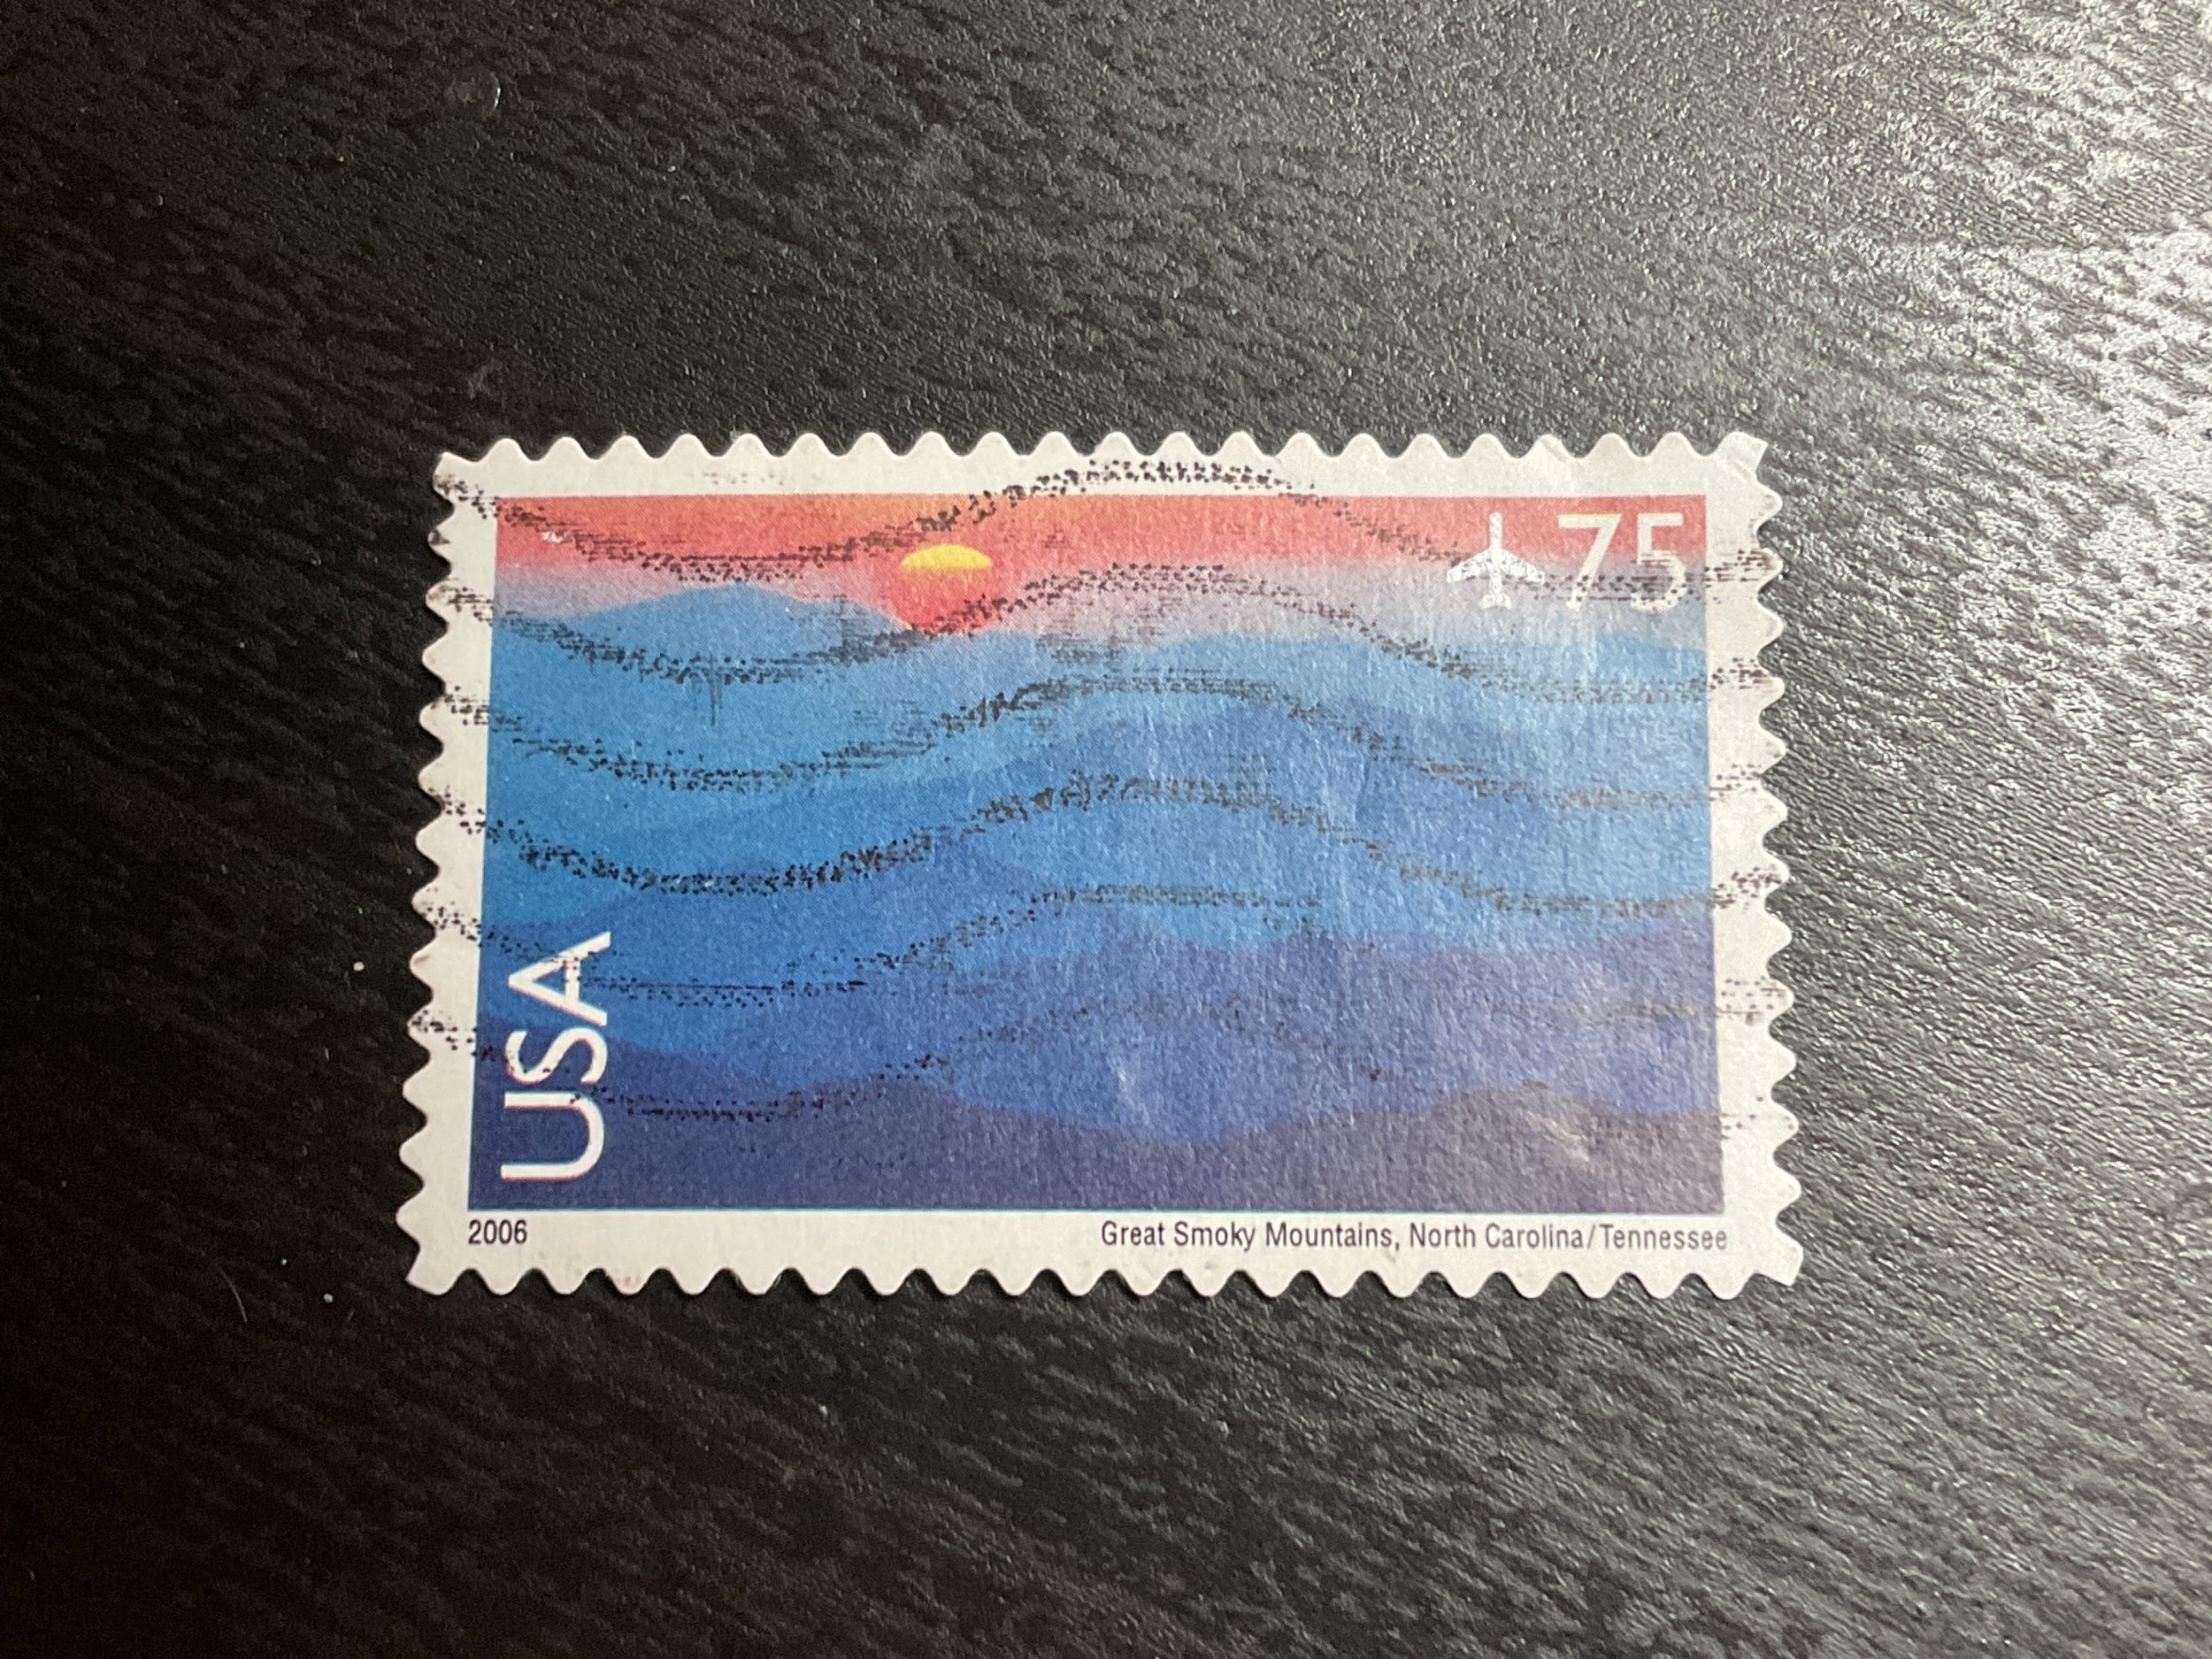 75
USA
2006
Great Smoky Mountains, North Carolina/Tennessee